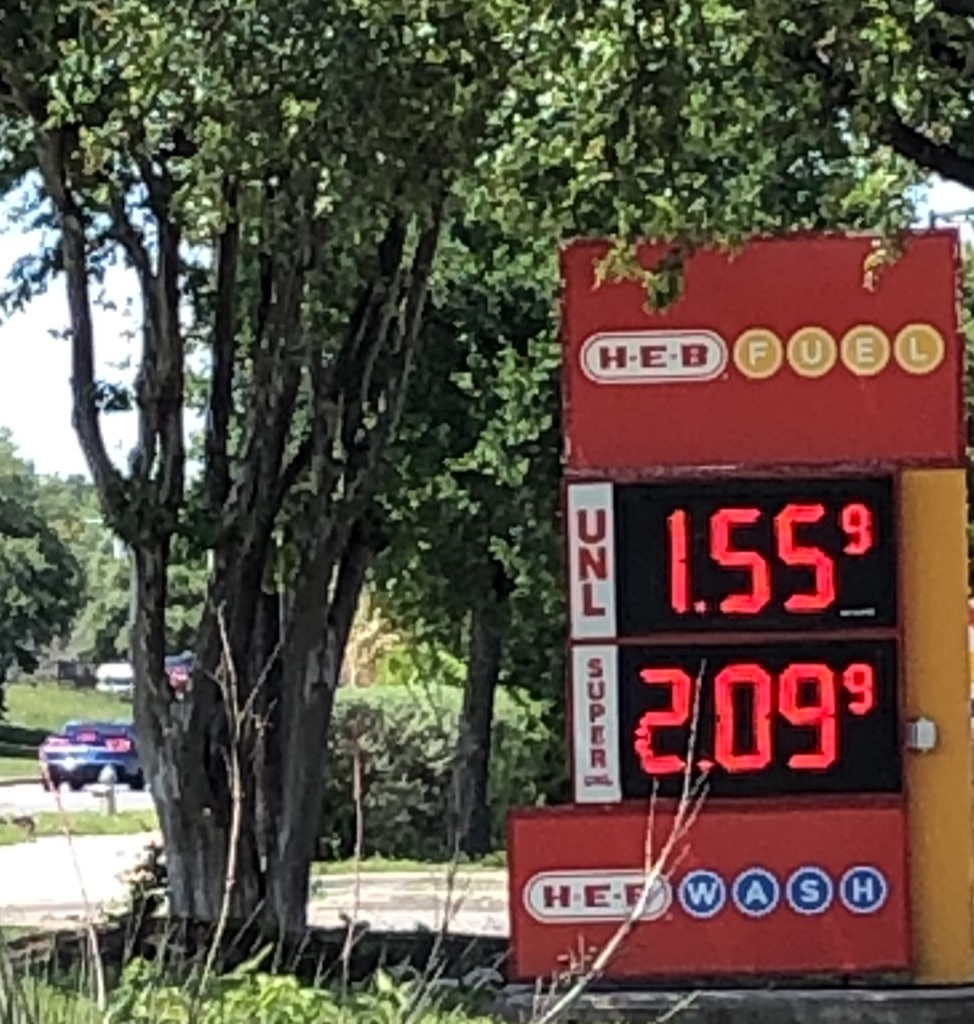 H-E-B FUEL
UNL 1.55 9
SUPER 2.09 9
H-E-B WASH